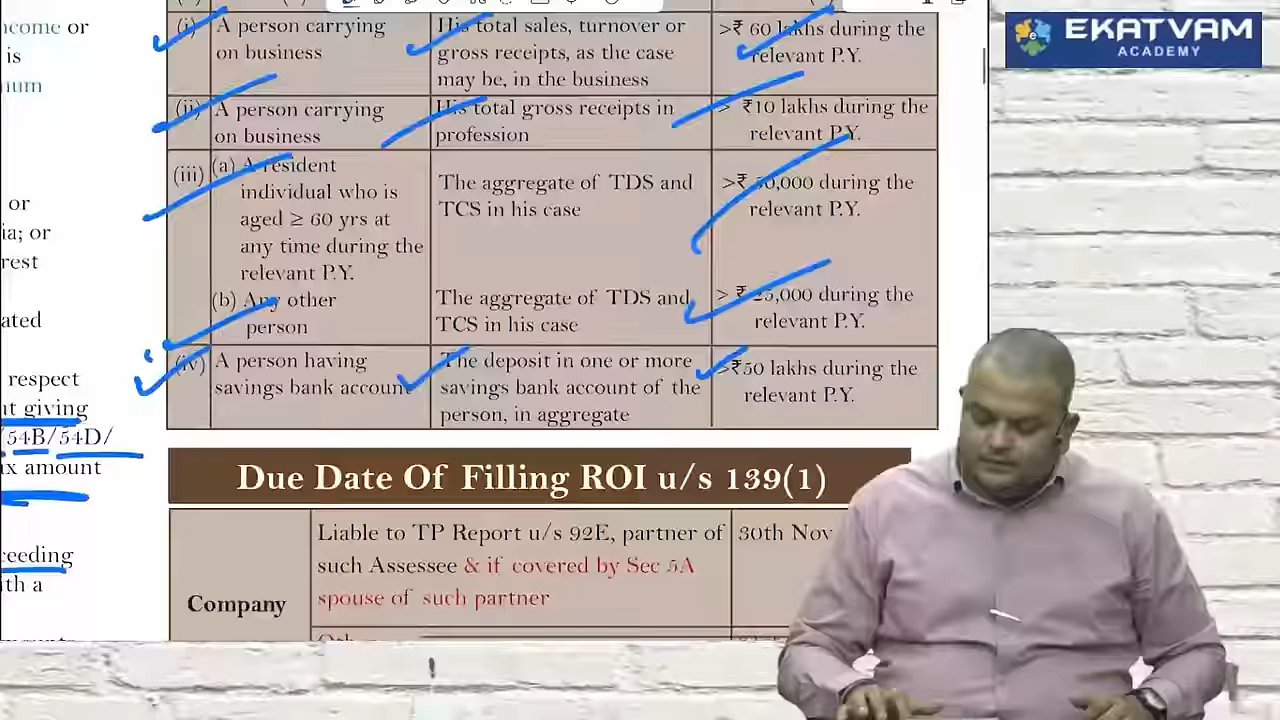 EKATVAM
ACADEMY
ncome or
is
num
or
ia; or
rest
ated
respect
at giving
54B/54D/
ax amount
ceeding
ith a
(i) A person carrying
on business
His total sales, turnover or
gross receipts, as the case
may be, in the business
>₹ 60 lakhs during the
relevant P.Y.
(ii) A person carrying
on business
His total gross receipts in
profession
> ₹10 lakhs during the
relevant P.Y.
(iii) (a) A resident
individual who is
aged ≥ 60 yrs at
any time during the
relevant P.Y.
The aggregate of TDS and
TCS in his case
>₹ 50,000 during the
relevant P.Y.
(b) Any other
person
The aggregate of TDS and
TCS in his case
> ₹ 25,000 during the
relevant P.Y.
(iv) A person having
savings bank account
The deposit in one or more
savings bank account of the
person, in aggregate
>₹50 lakhs during the
relevant P.Y.
Due Date Of Filling ROI u/s 139(1)
Company
Liable to TP Report u/s 92E, partner of
such Assessee & if covered by Sec 5A
spouse of such partner
30th Nov